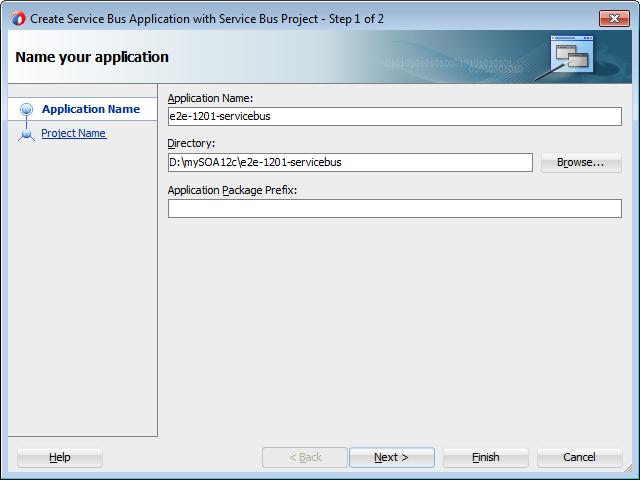 Create Service Bus Application with Service Bus Project - Step 1 of 2
Name your application
Application Name
Project Name
Application Name:
e2e-1201-servicebus
Directory:
D:\mySOA12c\e2e-1201-servicebus
Browse...
Application Package Prefix:
Help
< Back
Next >
Finish
Cancel